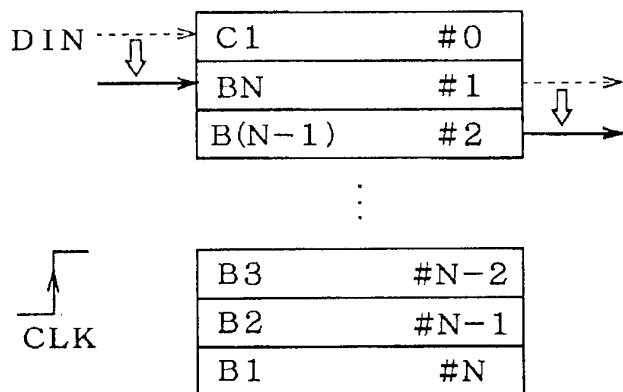 DIN
C1 #0
BN #1
B(N-1) #2
B3 #N-2
B2 #N-1
B1 #N
CLK